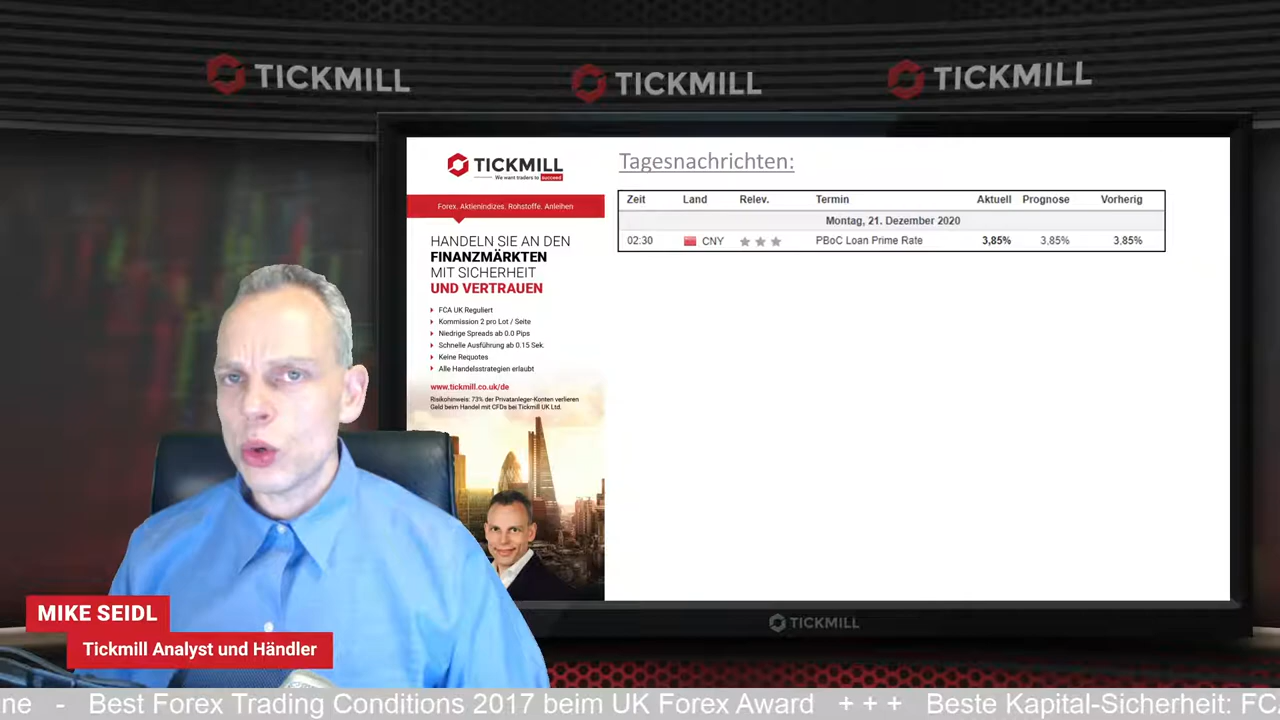 TICKMILL
TICKMILL
TICKMILL
TICKMILL
We want traders to succeed
Forex. Aktienindizes. Rohstoffe. Anleihen
HANDELN SIE AN DEN
FINANZMÄRKTEN
MIT SICHERHEIT
UND VERTRAUEN
FCA UK Reguliert
Kommission 2 pro Lot / Seite
Niedrige Spreads ab 0.0 Pips
Schnelle Ausführung ab 0.15 Sek.
Keine Requotes
Alle Handelsstrategien erlaubt
www.tickmill.co.uk/de
Risikohinweis: 73% der Privatanleger-Konten verlieren
Geld beim Handel mit CFDs bei Tickmill UK Ltd.
Tagesnachrichten:
Zeit Land Relev. Termin Aktuell Prognose Vorherig
Montag, 21. Dezember 2020
02:30 CNY PBoC Loan Prime Rate 3,85% 3,85% 3,85%
MIKE SEIDL
Tickmill Analyst und Händler
TICKMILL
ne - Best Forex Trading Conditions 2017 beim UK Forex Award +++ Beste Kapital-Sicherheit: FCA